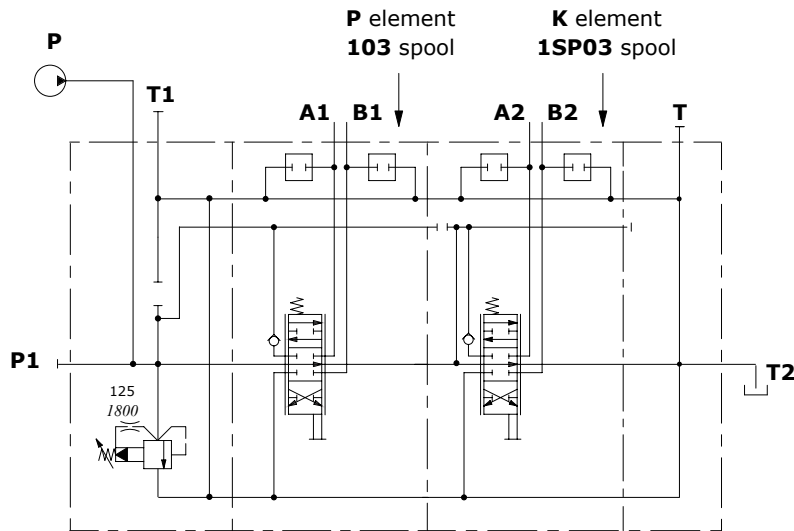 P element
103 spool
K element
1SP03 spool
P
T1
A1
B1
A2
B2
T
P1
T2
125
1800